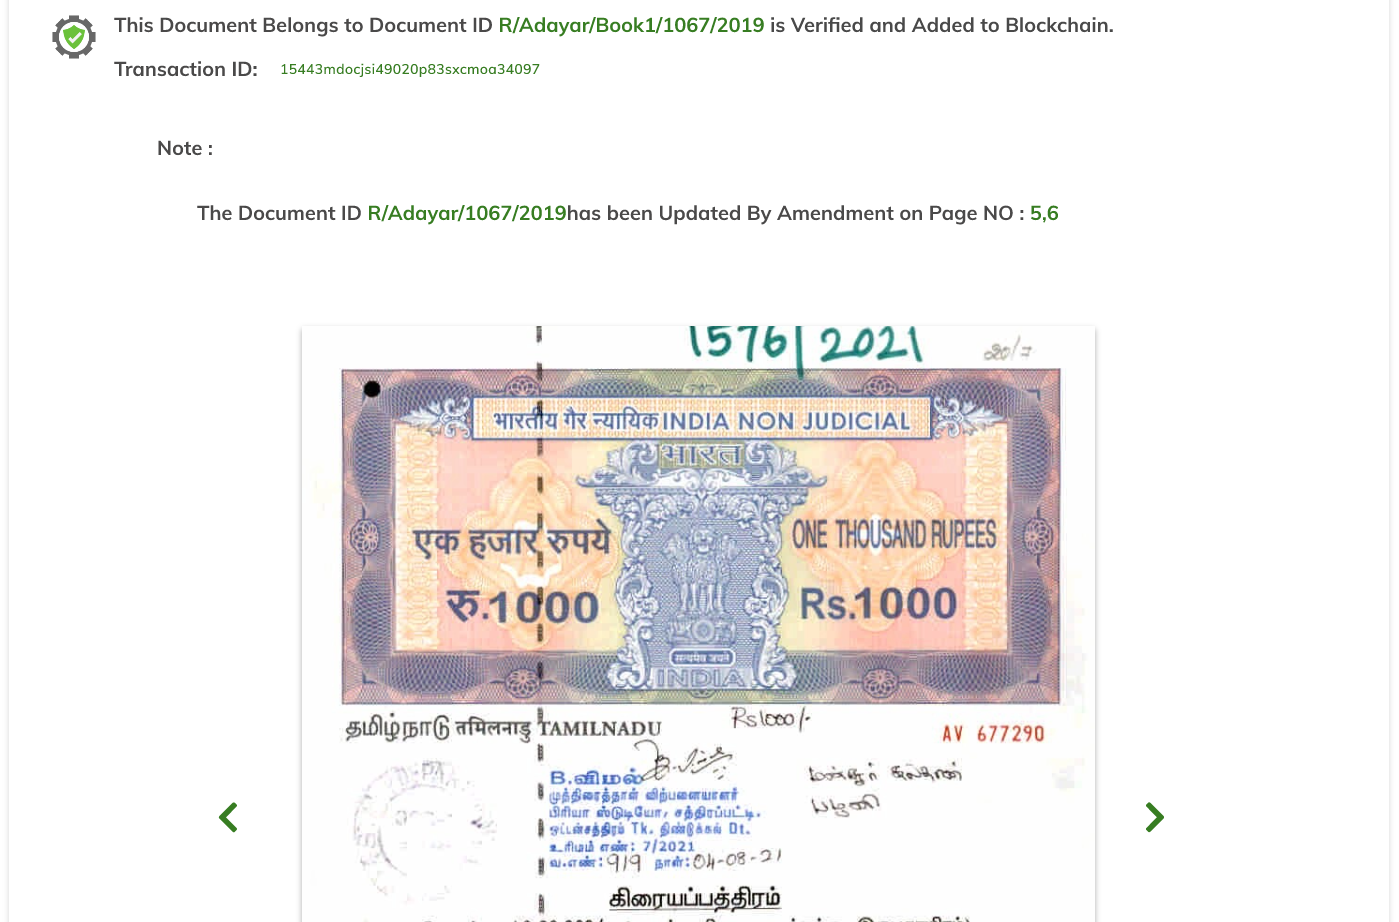 This Document Belongs to Document ID R/Adayar/Book1/1067/2019 is Verified and Added to Blockchain.
Transaction ID: 15443mdocjsi49020p83sxcmoa34097
Note :
The Document ID R/Adayar/1067/2019has been Updated By Amendment on Page NO : 5,6
1576/2021
20/7
भारतीय गैर न्यायिक INDIA NON JUDICIAL
भारत
एक हजार रुपये ONE THOUSAND RUPEES
रु.1000 Rs.1000
सत्यमेव जयते
INDIA
தமிழ்நாடு तमिलनाडु TAMILNADU
Rs1000/-
AV 677290
B.விமல்
முத்திரைத்தாள் விற்பனையாளர்
பிரியா ஸ்டுடியோ, சத்திரப்பட்டி.
ஒட்டன்சத்திரம் Tk. திண்டுக்கல் Dt.
உரிமம் எண்: 7/2021
வ.எண்: 919 நாள்: 04-08-21
பழனி
கிரையப்பத்திரம்